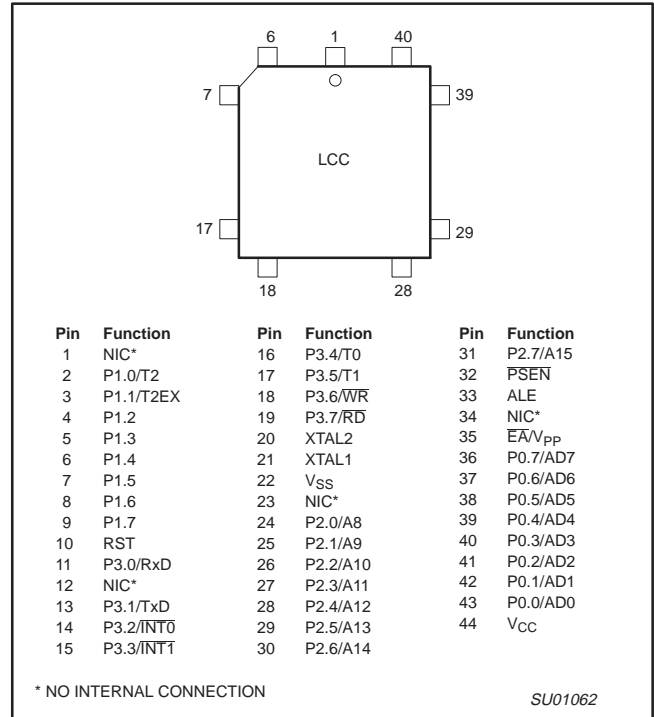 6 1 40
7 39
LCC
17 29
18 28
Pin Function Pin Function Pin Function
1 NIC* 16 P3.4/T0 31 P2.7/A15
2 P1.0/T2 17 P3.5/T1 32 PSEN
3 P1.1/T2EX 18 P3.6/WR 33 ALE
4 P1.2 19 P3.7/RD 34 NIC*
5 P1.3 20 XTAL2 35 EA/VPP
6 P1.4 21 XTAL1 36 P0.7/AD7
7 P1.5 22 VSS 37 P0.6/AD6
8 P1.6 23 NIC* 38 P0.5/AD5
9 P1.7 24 P2.0/A8 39 P0.4/AD4
10 RST 25 P2.1/A9 40 P0.3/AD3
11 P3.0/RxD 26 P2.2/A10 41 P0.2/AD2
12 NIC* 27 P2.3/A11 42 P0.1/AD1
13 P3.1/TxD 28 P2.4/A12 43 P0.0/AD0
14 P3.2/INT0 29 P2.5/A13 44 VCC
15 P3.3/INT1 30 P2.6/A14
* NO INTERNAL CONNECTION
SU01062